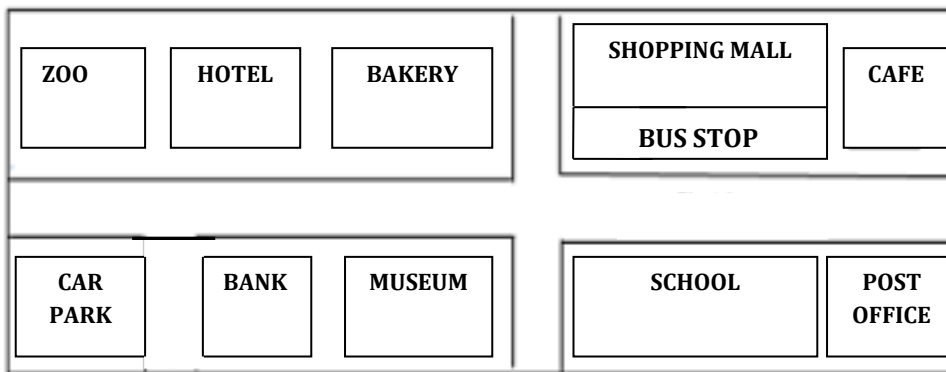 ZOO
HOTEL
BAKERY
SHOPPING MALL
BUS STOP
CAFE
CAR
PARK
BANK
MUSEUM
SCHOOL
POST
OFFICE